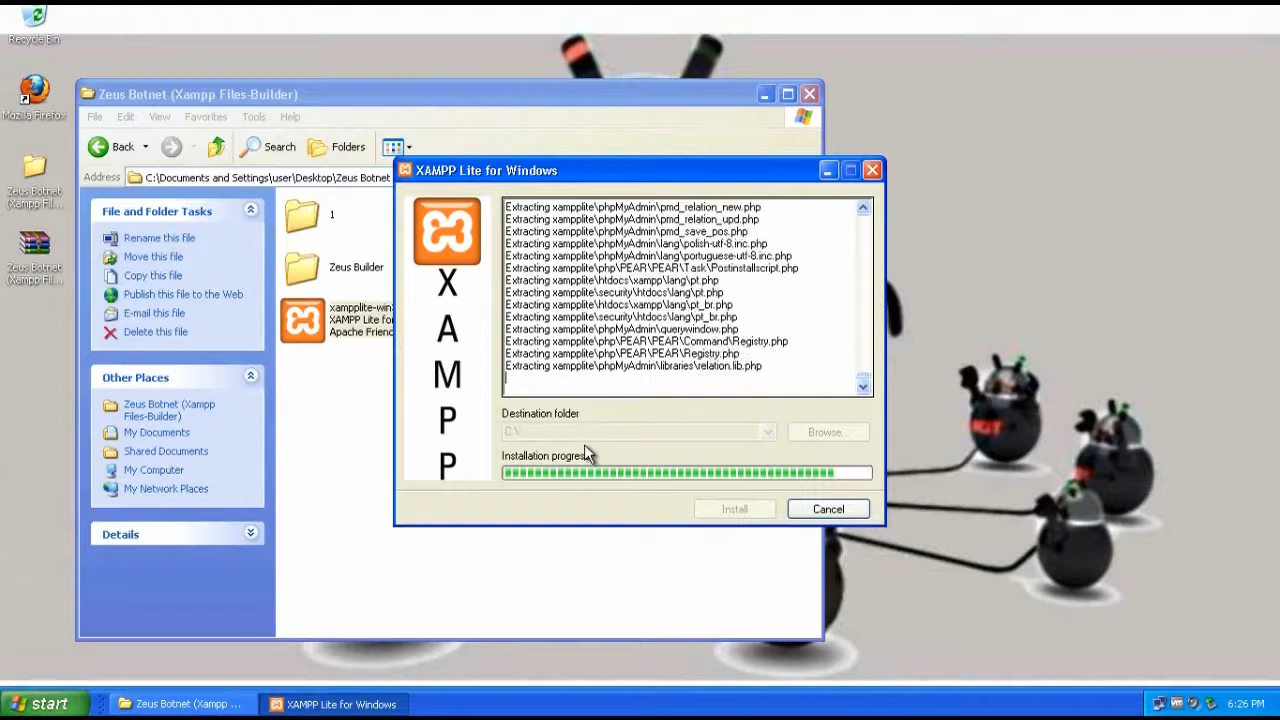 Recycle Bin
Mozilla Firefox
Zeus Botnet
(Xampp Fil...
Zeus Botnet
(Xampp Fil...
Zeus Botnet (Xampp Files-Builder)
File Edit View Favorites Tools Help
Back Search Folders
Address C:\Documents and Settings\user\Desktop\Zeus Botnet
File and Folder Tasks
Rename this file
Move this file
Copy this file
Publish this file to the Web
E-mail this file
Delete this file
Other Places
Zeus Botnet (Xampp
Files-Builder)
My Documents
Shared Documents
My Computer
My Network Places
Details
1
Zeus Builder
xampplite-win
XAMPP Lite for
Apache Friend
XAMPP Lite for Windows
X
A
M
P
P
Extracting xampplite\phpMyAdmin\pmd_relation_new.php
Extracting xampplite\phpMyAdmin\pmd_relation_upd.php
Extracting xampplite\phpMyAdmin\pmd_save_pos.php
Extracting xampplite\phpMyAdmin\lang\polish-utf-8.inc.php
Extracting xampplite\phpMyAdmin\lang\portuguese-utf-8.inc.php
Extracting xampplite\php\PEAR\PEAR\Task\Postinstallscript.php
Extracting xampplite\htdocs\xampp\lang\pt.php
Extracting xampplite\security\htdocs\lang\pt.php
Extracting xampplite\htdocs\xampp\lang\pt_br.php
Extracting xampplite\security\htdocs\lang\pt_br.php
Extracting xampplite\phpMyAdmin\querywindow.php
Extracting xampplite\php\PEAR\PEAR\Command\Registry.php
Extracting xampplite\php\PEAR\PEAR\Registry.php
Extracting xampplite\phpMyAdmin\libraries\relation.lib.php
Destination folder
C:\
Browse...
Installation progress
Install Cancel
start
Zeus Botnet (Xampp ...
XAMPP Lite for Windows
6:26 PM